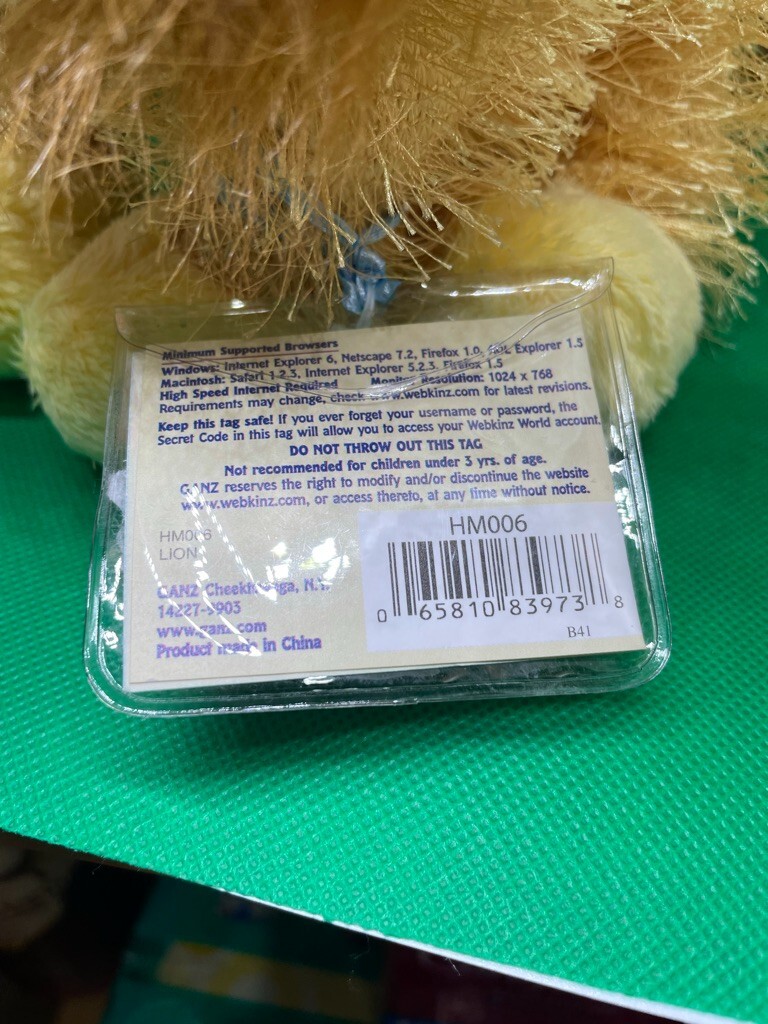 Minimum Supported Browsers
Windows: Internet Explorer 6, Netscape 7.2, Firefox 1.0, AOL Explorer 1.5
Macintosh: Safari 1.2.3, Internet Explorer 5.2.3, Firefox 1.5
High Speed Internet Required Monitor Resolution: 1024 x 768
Requirements may change, check www.webkinz.com for latest revisions.
Keep this tag safe! If you ever forget your username or password, the
Secret Code in this tag will allow you to access your Webkinz World account.
DO NOT THROW OUT THIS TAG
Not recommended for children under 3 yrs. of age.
GANZ reserves the right to modify and/or discontinue the website
www.webkinz.com, or access thereto, at any time without notice.
HM006
LION
GANZ Cheektowaga, N.Y.
14227-9903
www.ganz.com
Product made in China
HM006
0 65810 83973 8
B41